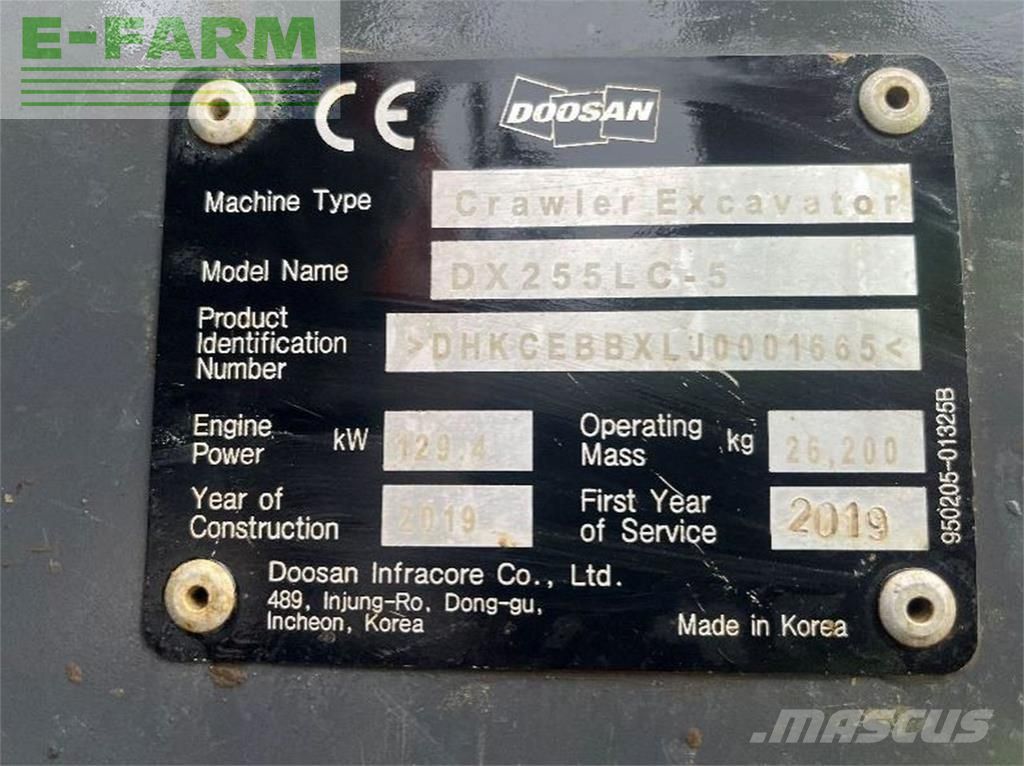 E-FARM
CE
DOOSAN
Machine Type Crawler Excavator
Model Name DX255LC-5
Product
Identification
Number >DHKCEBBXLJ0001665<
Engine
Power kW 129.4
Operating
Mass kg 26,200
Year of
Construction 2019
First Year
of Service 2019
950205-01325B
Doosan Infracore Co., Ltd.
489, Injung-Ro, Dong-gu,
Incheon, Korea
Made in Korea
MASCUS